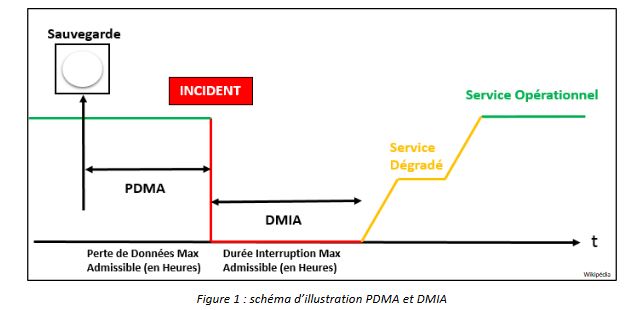 Sauvegarde
INCIDENT
Service Opérationnel
Service
Dégradé
PDMA
DMIA
t
Perte de Données Max
Admissible (en Heures)
Durée Interruption Max
Admissible (en Heures)
Wikipédia
Figure 1 : schéma d’illustration PDMA et DMIA